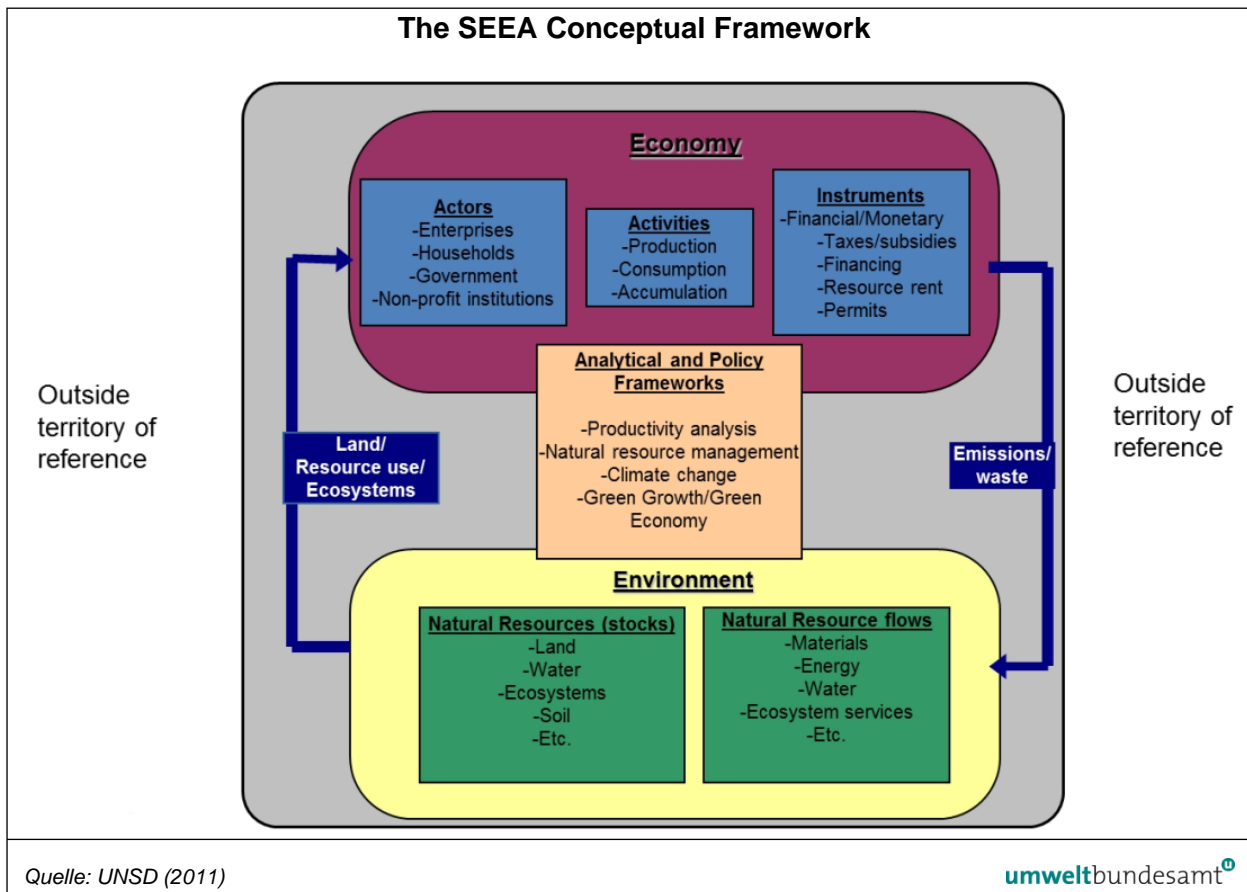 The SEEA Conceptual Framework
Economy
Actors
-Enterprises
-Households
-Government
-Non-profit institutions
Activities
-Production
-Consumption
-Accumulation
Instruments
-Financial/Monetary
-Taxes/subsidies
-Financing
-Resource rent
-Permits
Analytical and Policy
Frameworks
-Productivity analysis
-Natural resource management
-Climate change
-Green Growth/Green
Economy
Outside
territory of
reference
Land/
Resource use/
Ecosystems
Emissions/
waste
Outside
territory of
reference
Environment
Natural Resources (stocks)
-Land
-Water
-Ecosystems
-Soil
-Etc.
Natural Resource flows
-Materials
-Energy
-Water
-Ecosystem services
-Etc.
Quelle: UNSD (2011)
umweltbundesamt